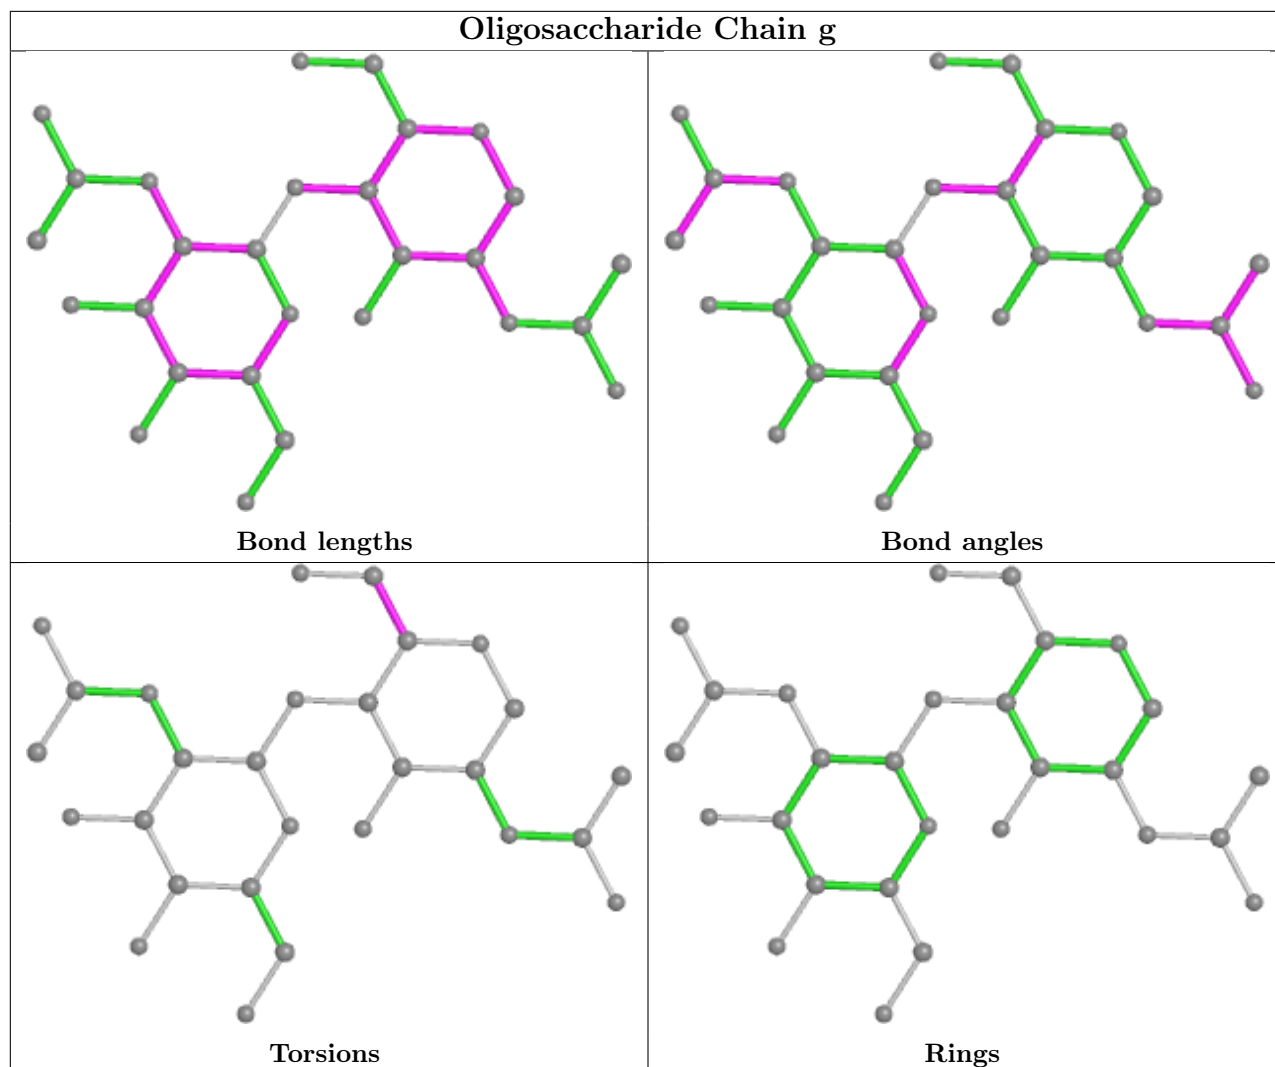 Oligosaccharide Chain g
Bond lengths
Bond angles
Torsions
Rings